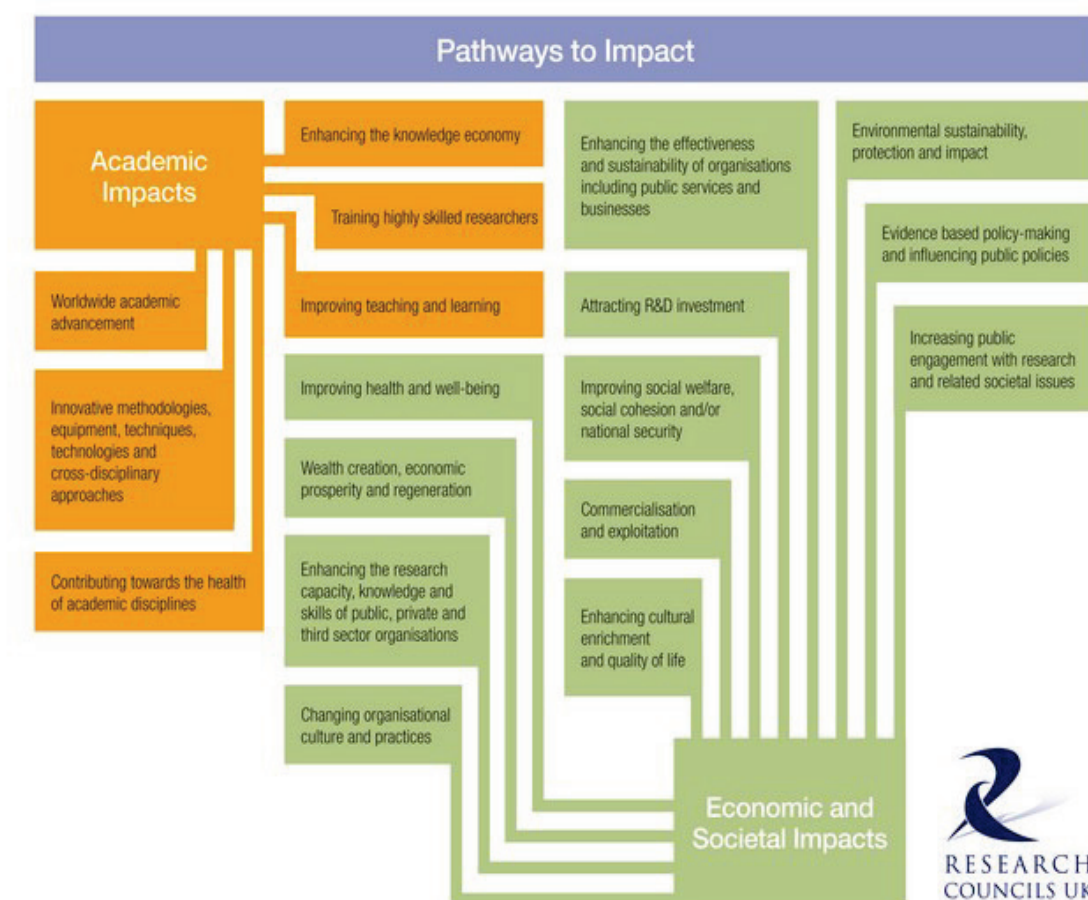 Pathways to Impact
Academic
Impacts
Enhancing the knowledge economy
Training highly skilled researchers
Improving teaching and learning
Worldwide academic
advancement
Innovative methodologies,
equipment, techniques,
technologies and
cross-disciplinary
approaches
Contributing towards the health
of academic disciplines
Improving health and well-being
Wealth creation, economic
prosperity and regeneration
Enhancing the research
capacity, knowledge and
skills of public, private and
third sector organisations
Changing organisational
culture and practices
Enhancing the effectiveness
and sustainability of organisations
including public services and
businesses
Attracting R&D investment
Improving social welfare,
social cohesion and/or
national security
Commercialisation
and exploitation
Enhancing cultural
enrichment
and quality of life
Environmental sustainability,
protection and impact
Evidence based policy-making
and influencing public policies
Increasing public
engagement with research
and related societal issues
Economic and
Societal Impacts
RESEARCH
COUNCILS UK